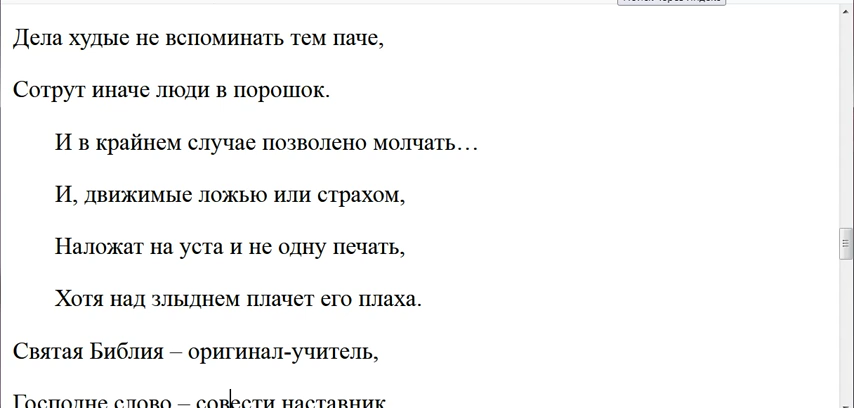 Дела худые не вспоминать тем паче,
Сотрут иначе люди в порошок.
И в крайнем случае позволено молчать…
И, движимые ложью или страхом,
Наложат на уста и не одну печать,
Хотя над злыднем плачет его плаха.
Святая Библия – оригинал-учитель,
Господне слово – совести наставник